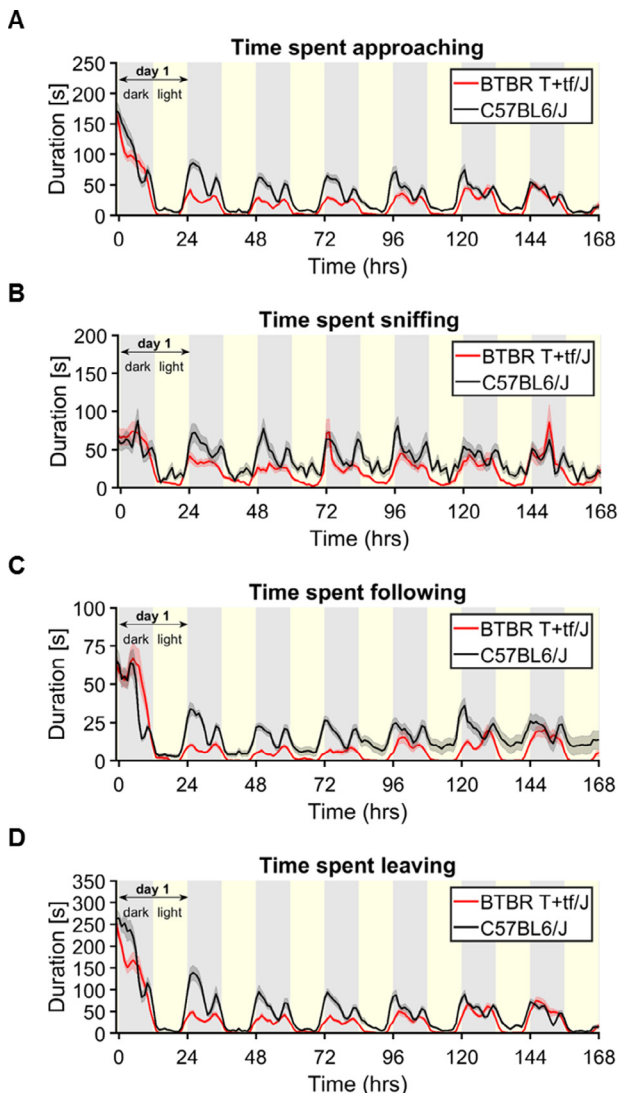 A
Time spent approaching
250
200
150
100
50
0
Duration [s]
day 1
dark light
BTBR T+tf/J
C57BL6/J
0 24 48 72 96 120 144 168
Time (hrs)
B
Time spent sniffing
200
150
100
50
0
Duration [s]
day 1
dark light
BTBR T+tf/J
C57BL6/J
0 24 48 72 96 120 144 168
Time (hrs)
C
Time spent following
100
75
50
25
0
Duration [s]
day 1
dark light
BTBR T+tf/J
C57BL6/J
0 24 48 72 96 120 144 168
Time (hrs)
D
Time spent leaving
350
300
250
200
150
100
50
0
Duration [s]
day 1
dark light
BTBR T+tf/J
C57BL6/J
0 24 48 72 96 120 144 168
Time (hrs)